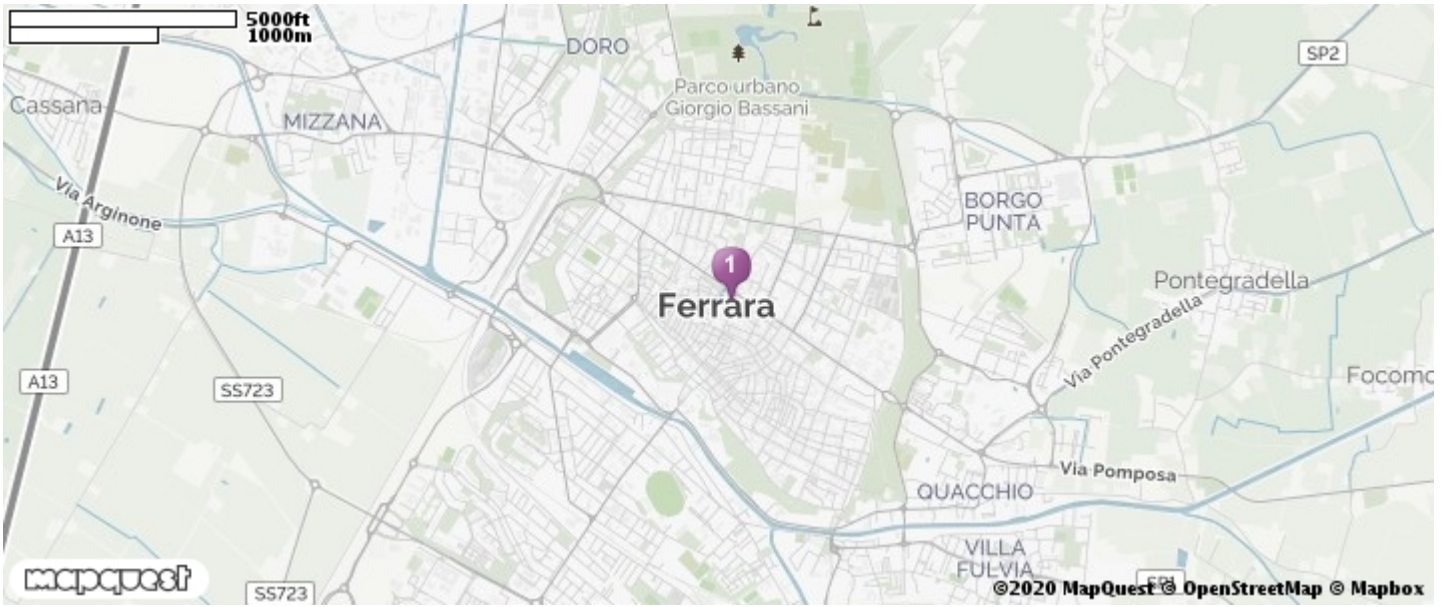 5000ft
1000m
DORO
SP2
Cassana
Parco urbano
Giorgio Bassani
MIZZANA
Via Arginone
BORGO
PUNTA
A13
1
Pontegradella
Ferrara
Via Pontegradella
A13
SS723
Focomo
Via Pomposa
QUACCHIO
VILLA
FULVIA
mapquest
SS723
SP1
©2020 MapQuest © OpenStreetMap © Mapbox